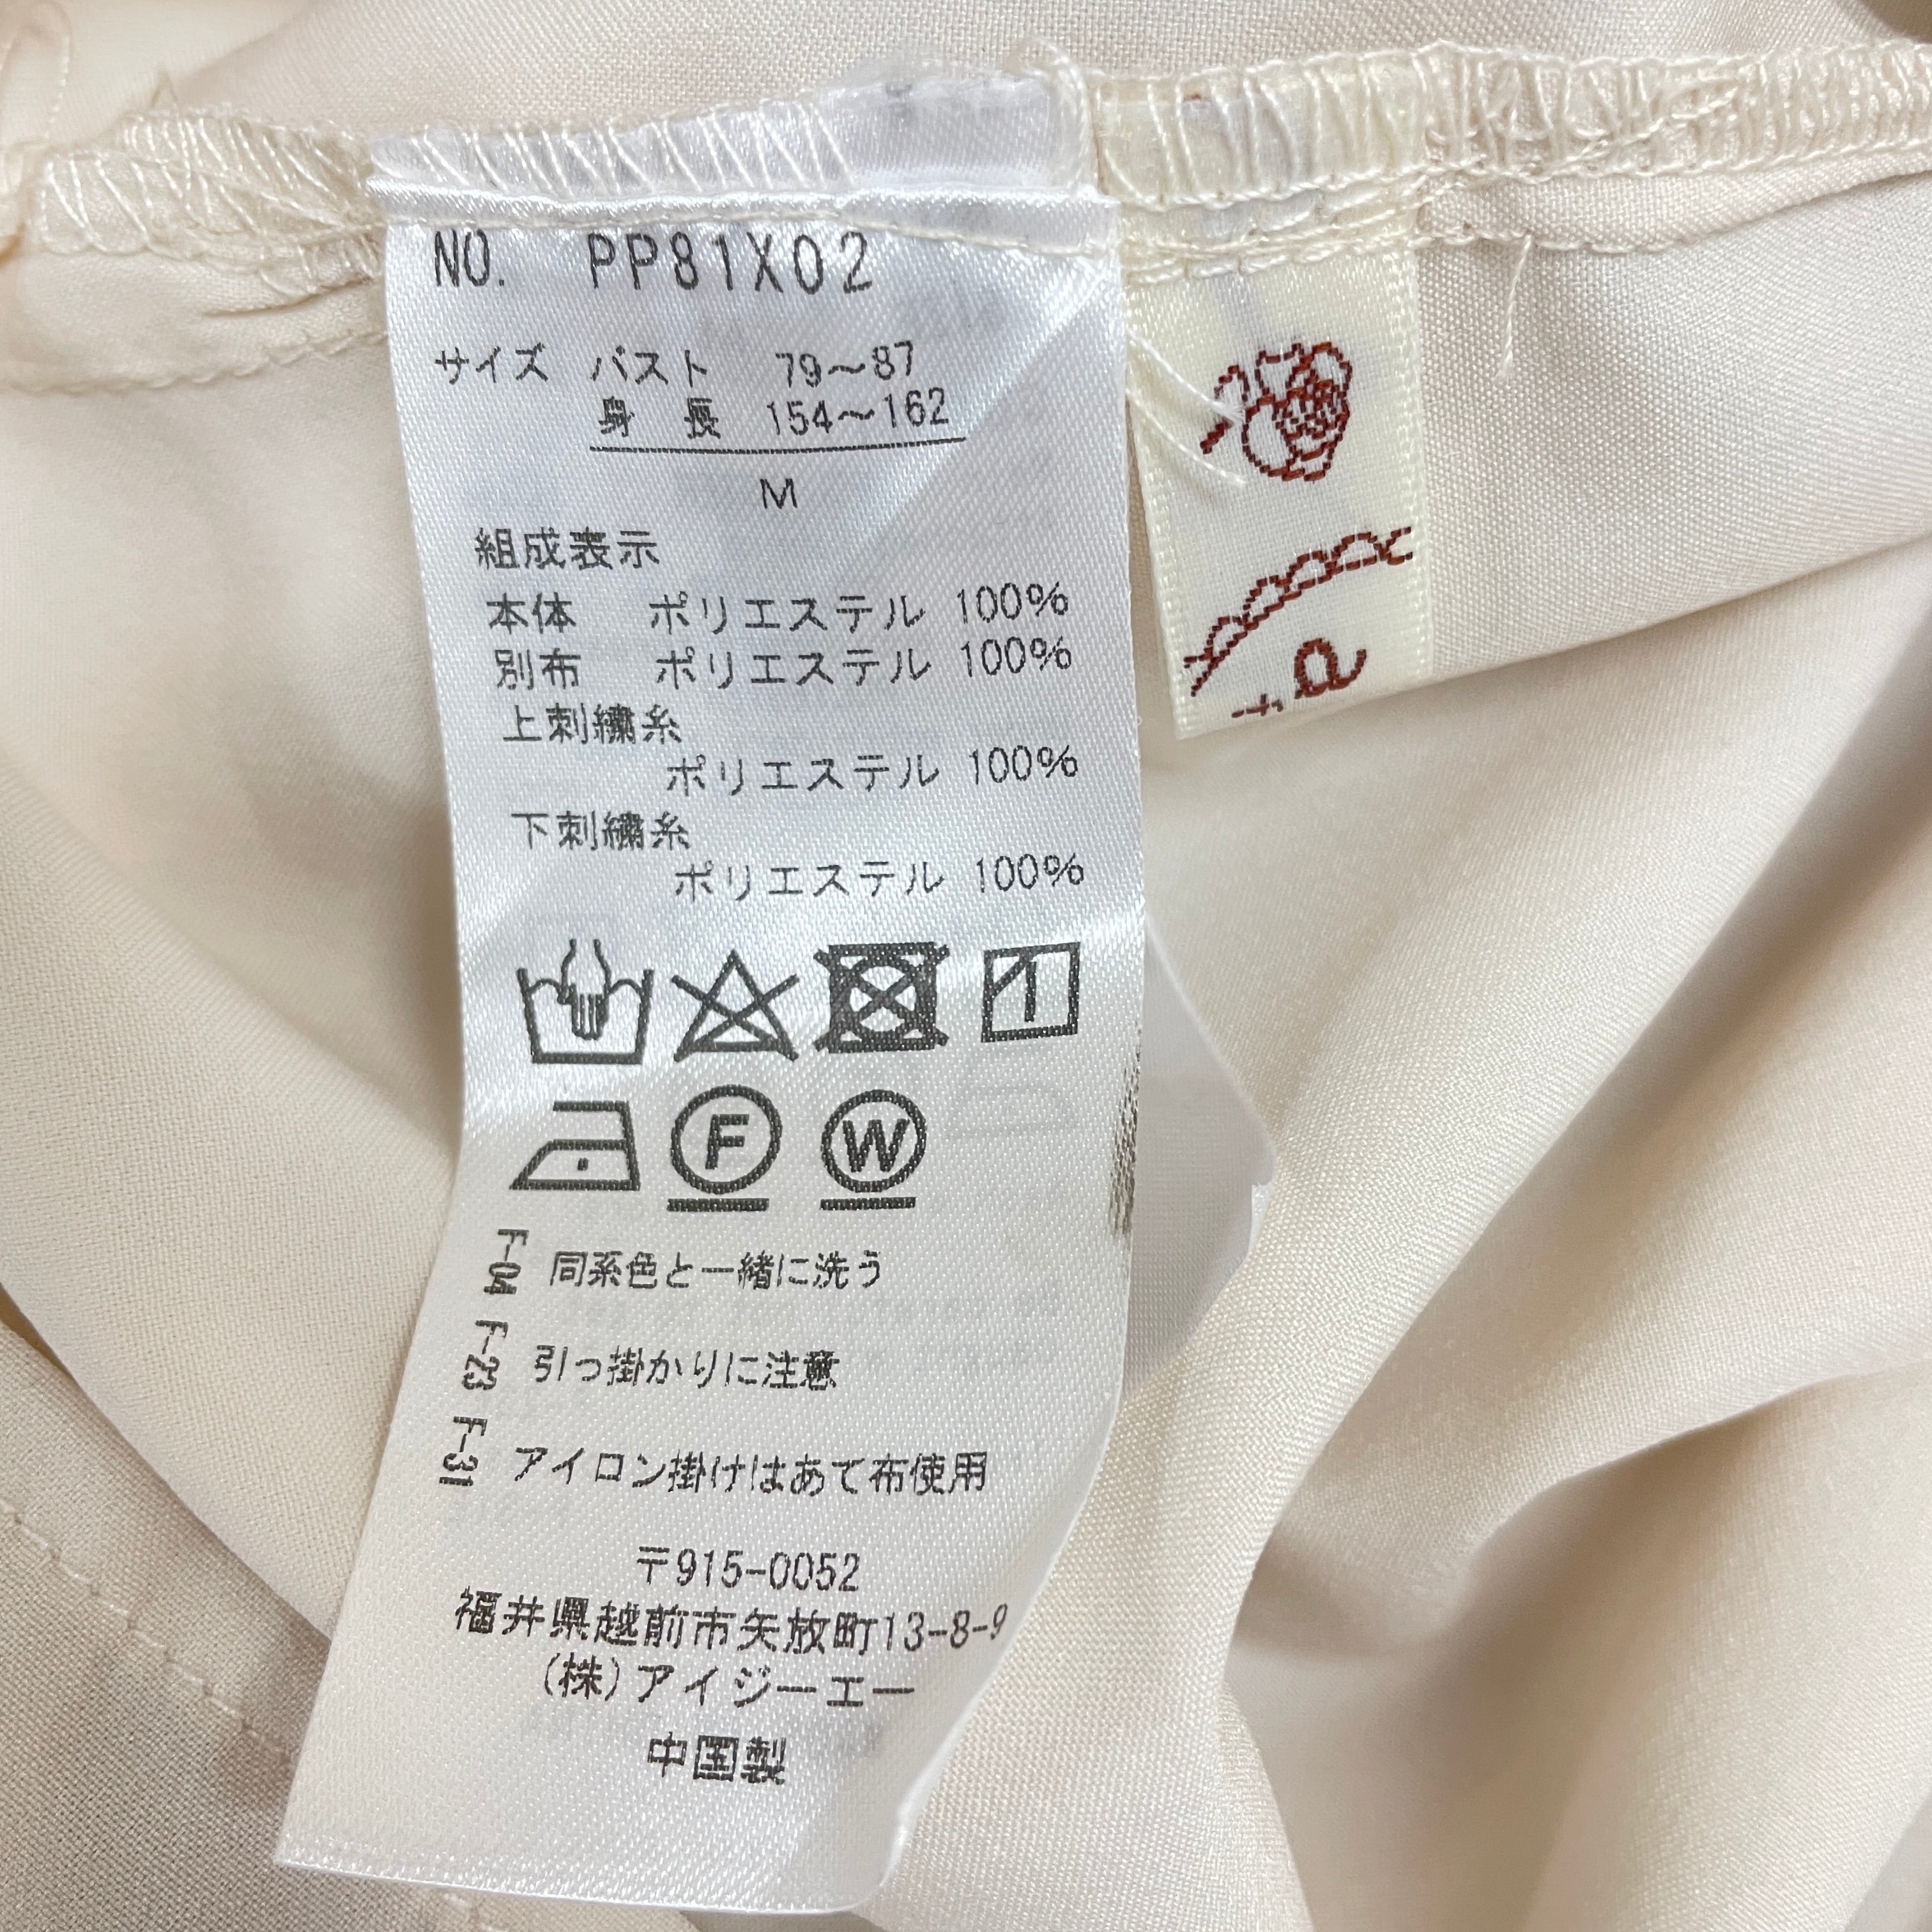 NO. PP81X02
サイズ バスト 79～87
身 長 154～162
M
組成表示
本体 ポリエステル 100%
別布 ポリエステル 100%
上刺繍糸
ポリエステル 100%
下刺繍糸
ポリエステル 100%
F W
F-04 同系色と一緒に洗う
F-23 引っ掛かりに注意
F-31 アイロン掛けはあて布使用
〒915-0052
福井県越前市矢放町13-8-9
(株)アイジーエー
中国製